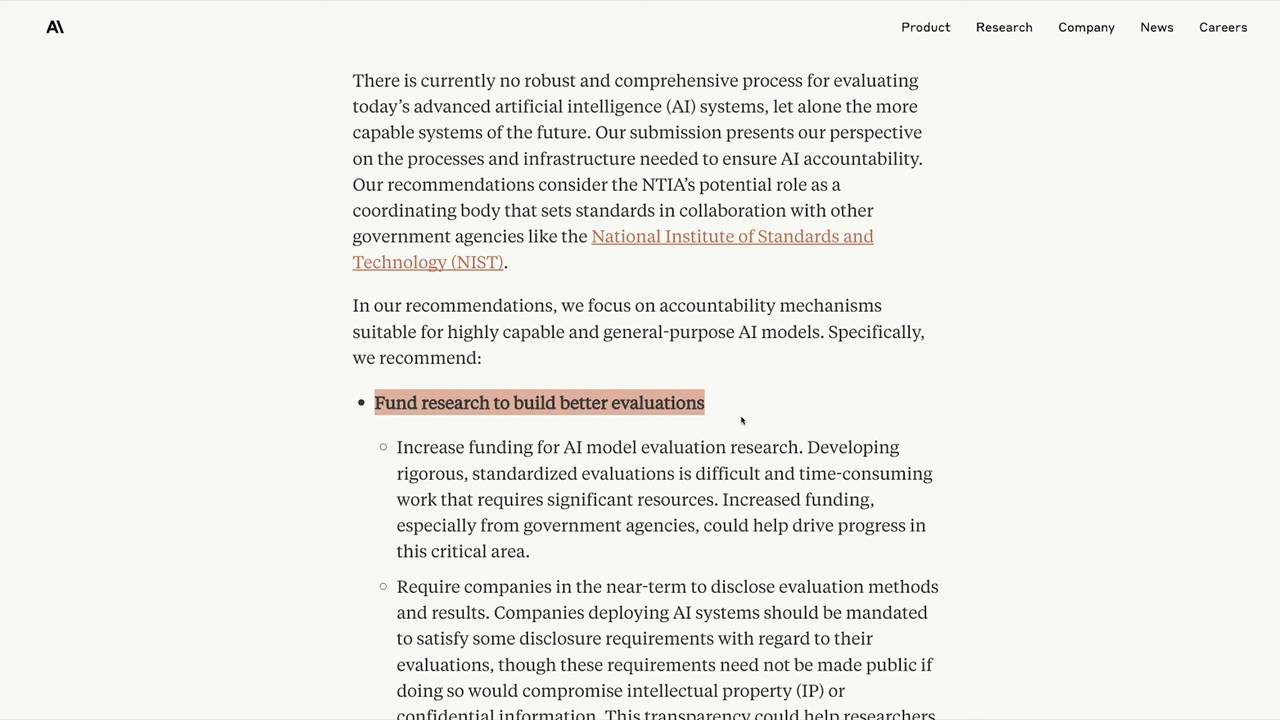 A\
Product Research Company News Careers
There is currently no robust and comprehensive process for evaluating
today’s advanced artificial intelligence (AI) systems, let alone the more
capable systems of the future. Our submission presents our perspective
on the processes and infrastructure needed to ensure AI accountability.
Our recommendations consider the NTIA’s potential role as a
coordinating body that sets standards in collaboration with other
government agencies like the National Institute of Standards and
Technology (NIST).
In our recommendations, we focus on accountability mechanisms
suitable for highly capable and general-purpose AI models. Specifically,
we recommend:
• Fund research to build better evaluations
○ Increase funding for AI model evaluation research. Developing
rigorous, standardized evaluations is difficult and time-consuming
work that requires significant resources. Increased funding,
especially from government agencies, could help drive progress in
this critical area.
○ Require companies in the near-term to disclose evaluation methods
and results. Companies deploying AI systems should be mandated
to satisfy some disclosure requirements with regard to their
evaluations, though these requirements need not be made public if
doing so would compromise intellectual property (IP) or
confidential information. This transparency could help researchers